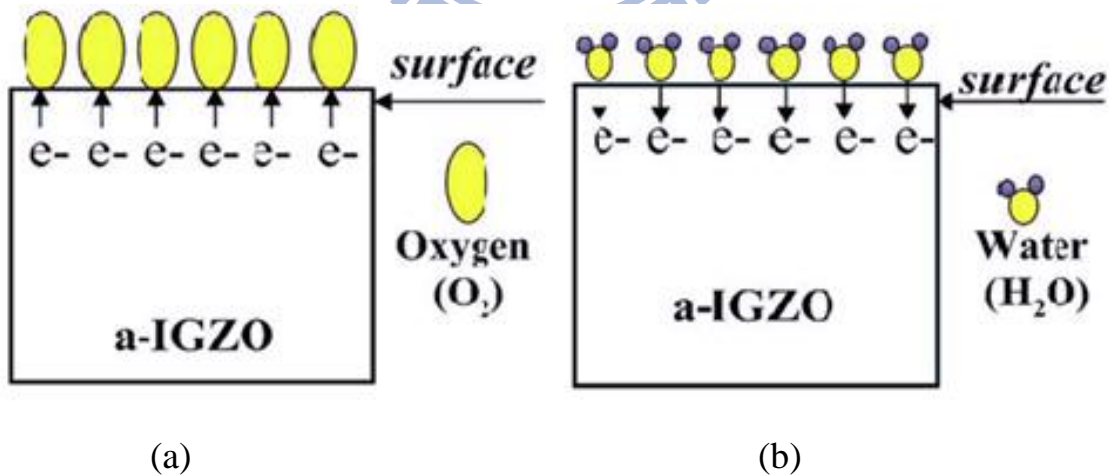 surface
e- e- e- e- e- e-
Oxygen
(O₂)
a-IGZO
(a)
surface
e- e- e- e- e- e-
Water
(H₂O)
a-IGZO
(b)